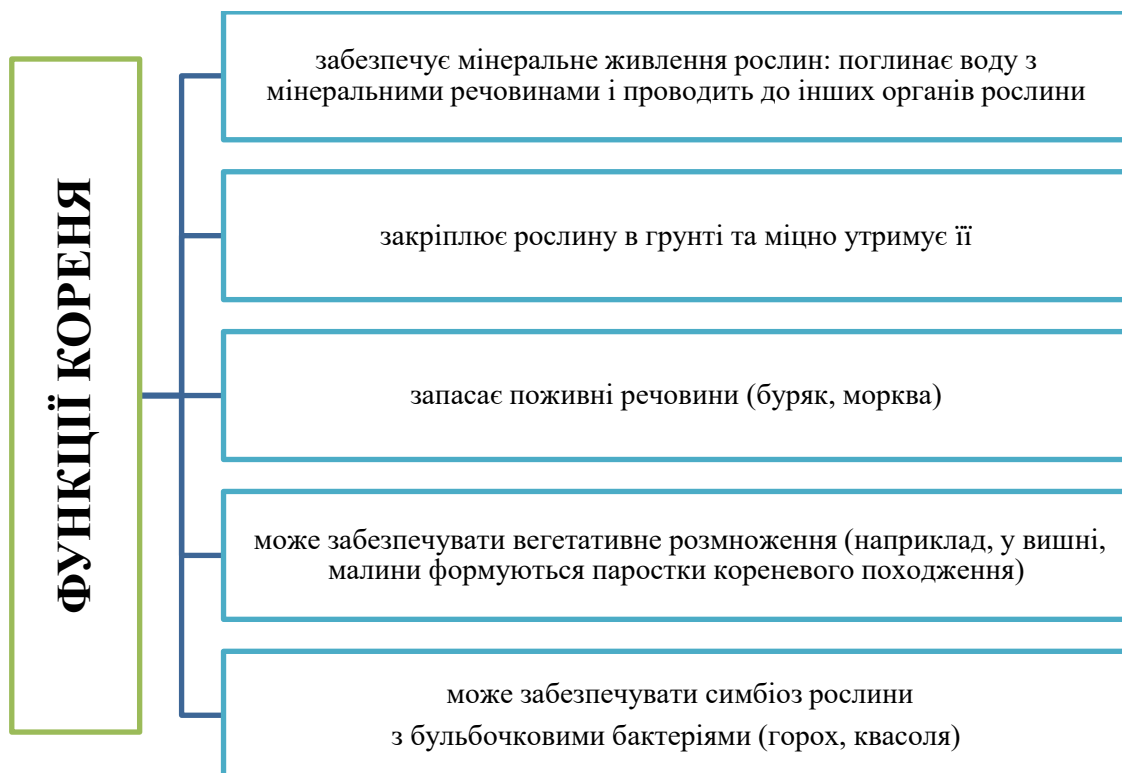 ФУНКЦІЇ КОРЕНЯ
забезпечує мінеральне живлення рослин: поглинає воду з
мінеральними речовинами і проводить до інших органів рослини
закріплює рослину в грунті та міцно утримує її
запасає поживні речовини (буряк, морква)
може забезпечувати вегетативне розмноження (наприклад, у вишні,
малини формуються паростки кореневого походження)
може забезпечувати симбіоз рослини
з бульбочковими бактеріями (горох, квасоля)